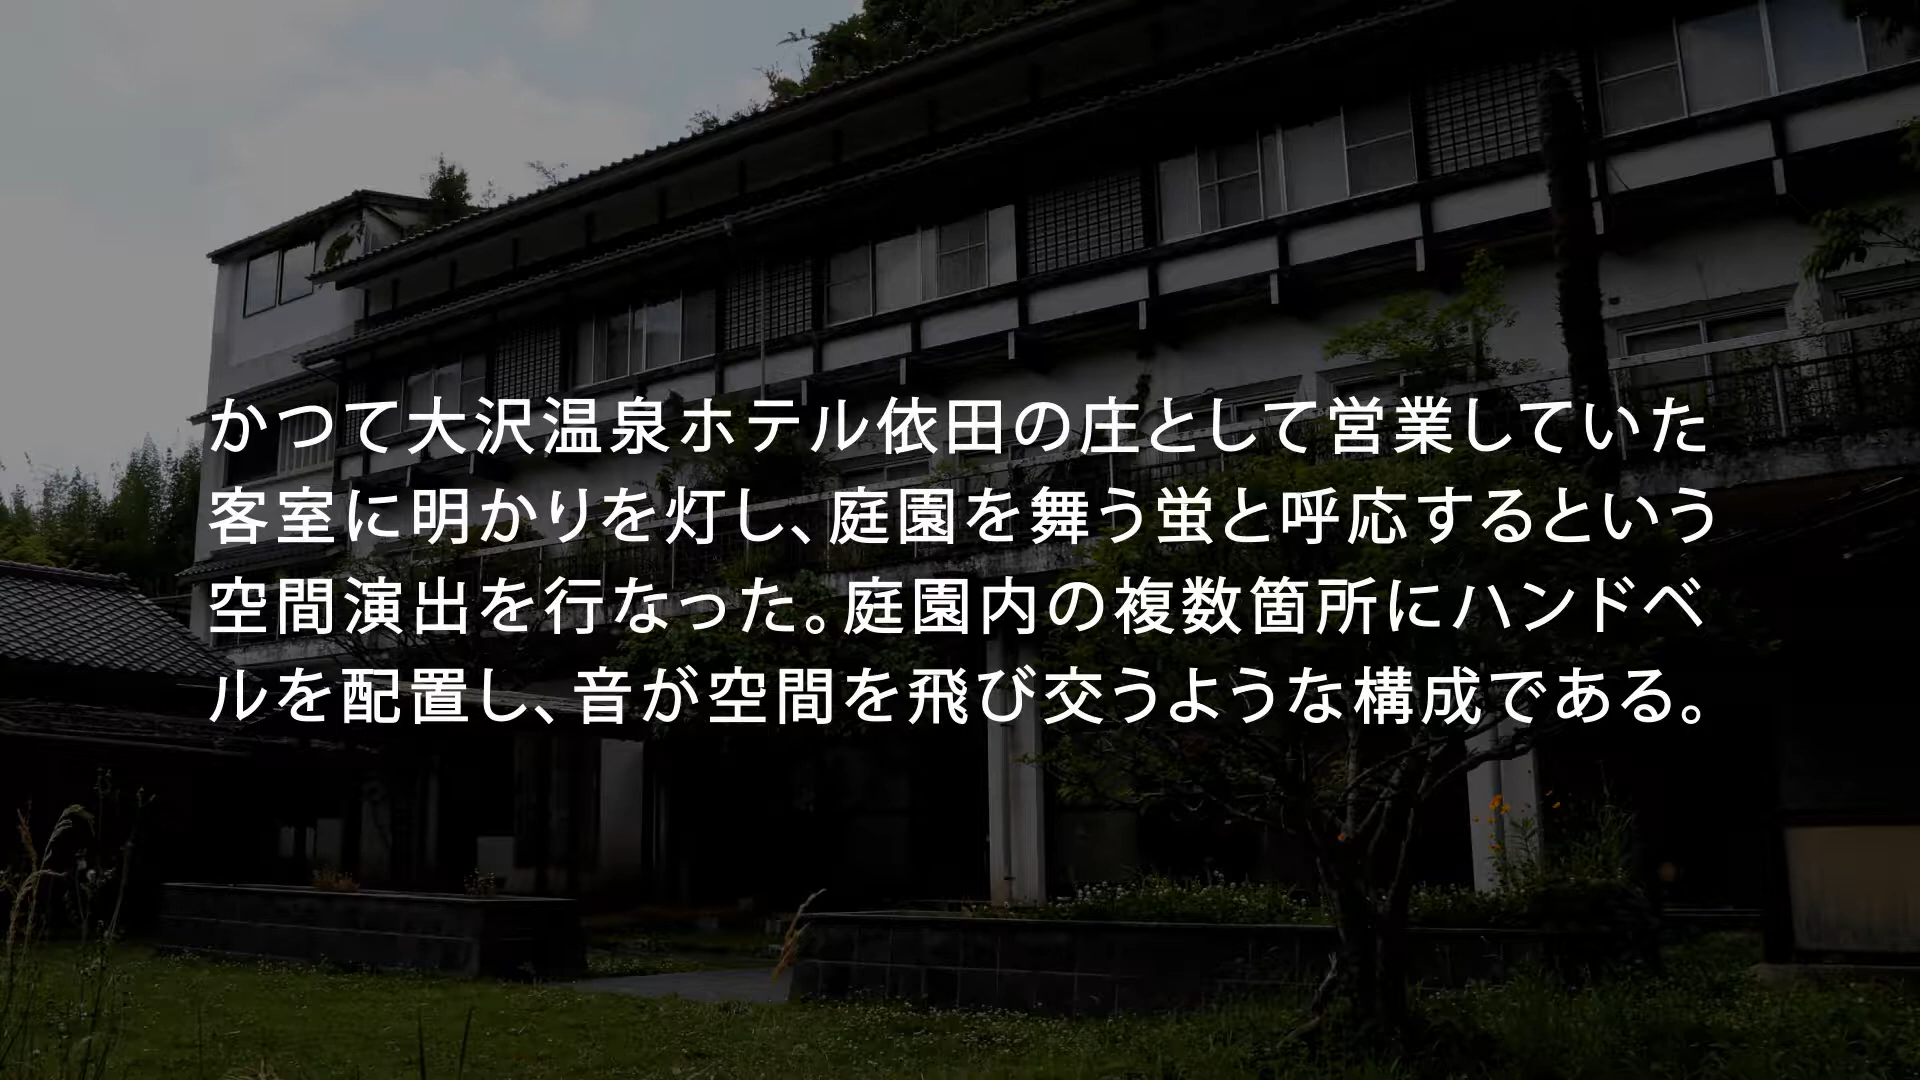 かつて大沢温泉ホテル依田の庄として営業していた
客室に明かりを灯し、庭園を舞う蛍と呼応するという
空間演出を行なった。庭園内の複数箇所にハンドベ
ルを配置し、音が空間を飛び交うような構成である。